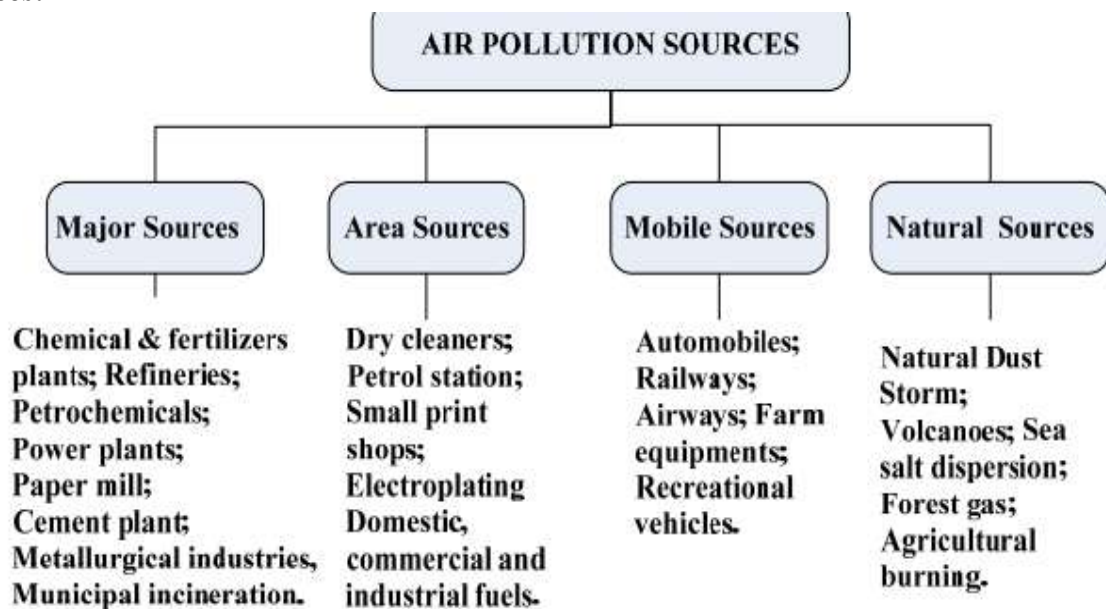 AIR POLLUTION SOURCES
Major Sources
Area Sources
Mobile Sources
Natural Sources
Chemical & fertilizers
plants; Refineries;
Petrochemicals;
Power plants;
Paper mill;
Cement plant;
Metallurgical industries,
Municipal incineration.
Dry cleaners;
Petrol station;
Small print
shops;
Electroplating
Domestic,
commercial and
industrial fuels.
Automobiles;
Railways;
Airways; Farm
equipments;
Recreational
vehicles.
Natural Dust
Storm;
Volcanoes; Sea
salt dispersion;
Forest gas;
Agricultural
burning.